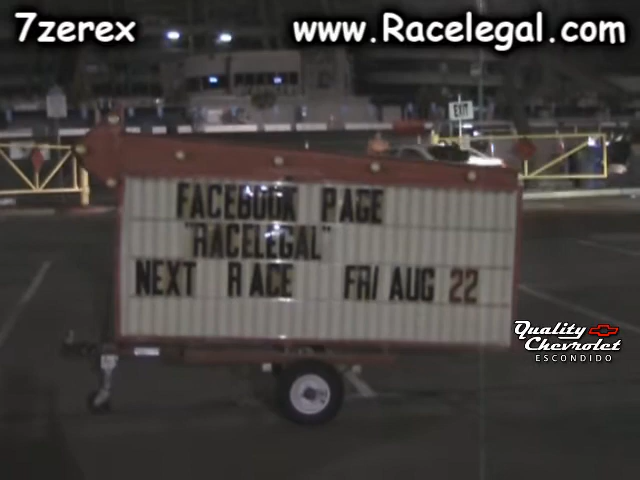 7zerex
www.Racelegal.com
EXIT
FACEBOOK PAGE
"RACELEGAL"
NEXT RACE FRI AUG 22
Quality
Chevrolet
ESCONDIDO